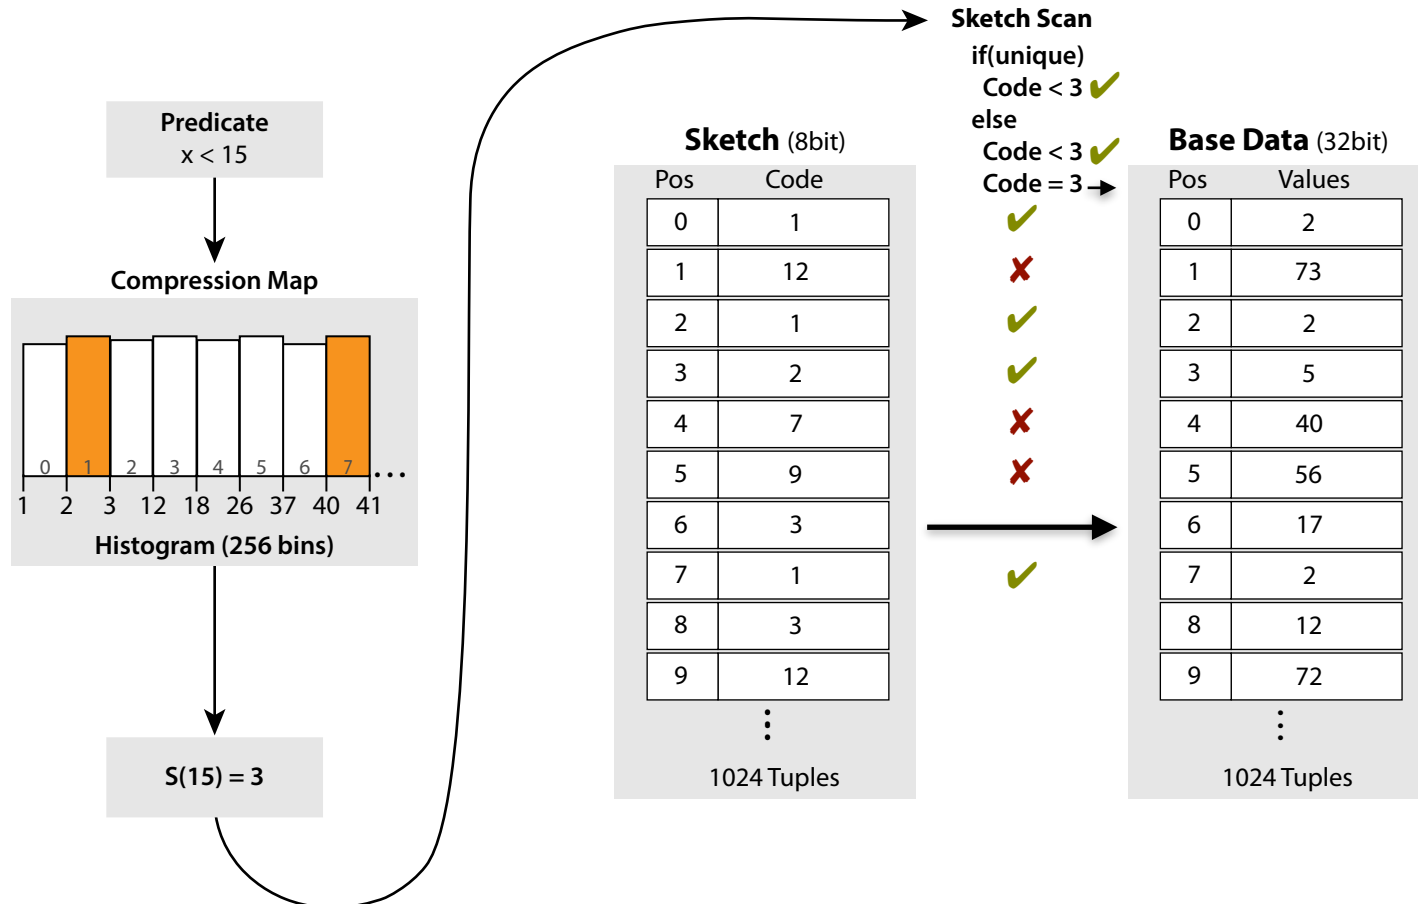 Predicate
x < 15
Compression Map
0 1 2 3 4 5 6 7 ...
1 2 3 12 18 26 37 40 41
Histogram (256 bins)
S(15) = 3
Sketch Scan
if(unique)
Code < 3 ✔
else
Code < 3 ✔
Code = 3
Sketch (8bit)
Pos Code
0 1
1 12
2 1
3 2
4 7
5 9
6 3
7 1
8 3
9 12
⋮
1024 Tuples
✔
✘
✔
✔
✘
✘
✔
Base Data (32bit)
Pos Values
0 2
1 73
2 2
3 5
4 40
5 56
6 17
7 2
8 12
9 72
⋮
1024 Tuples